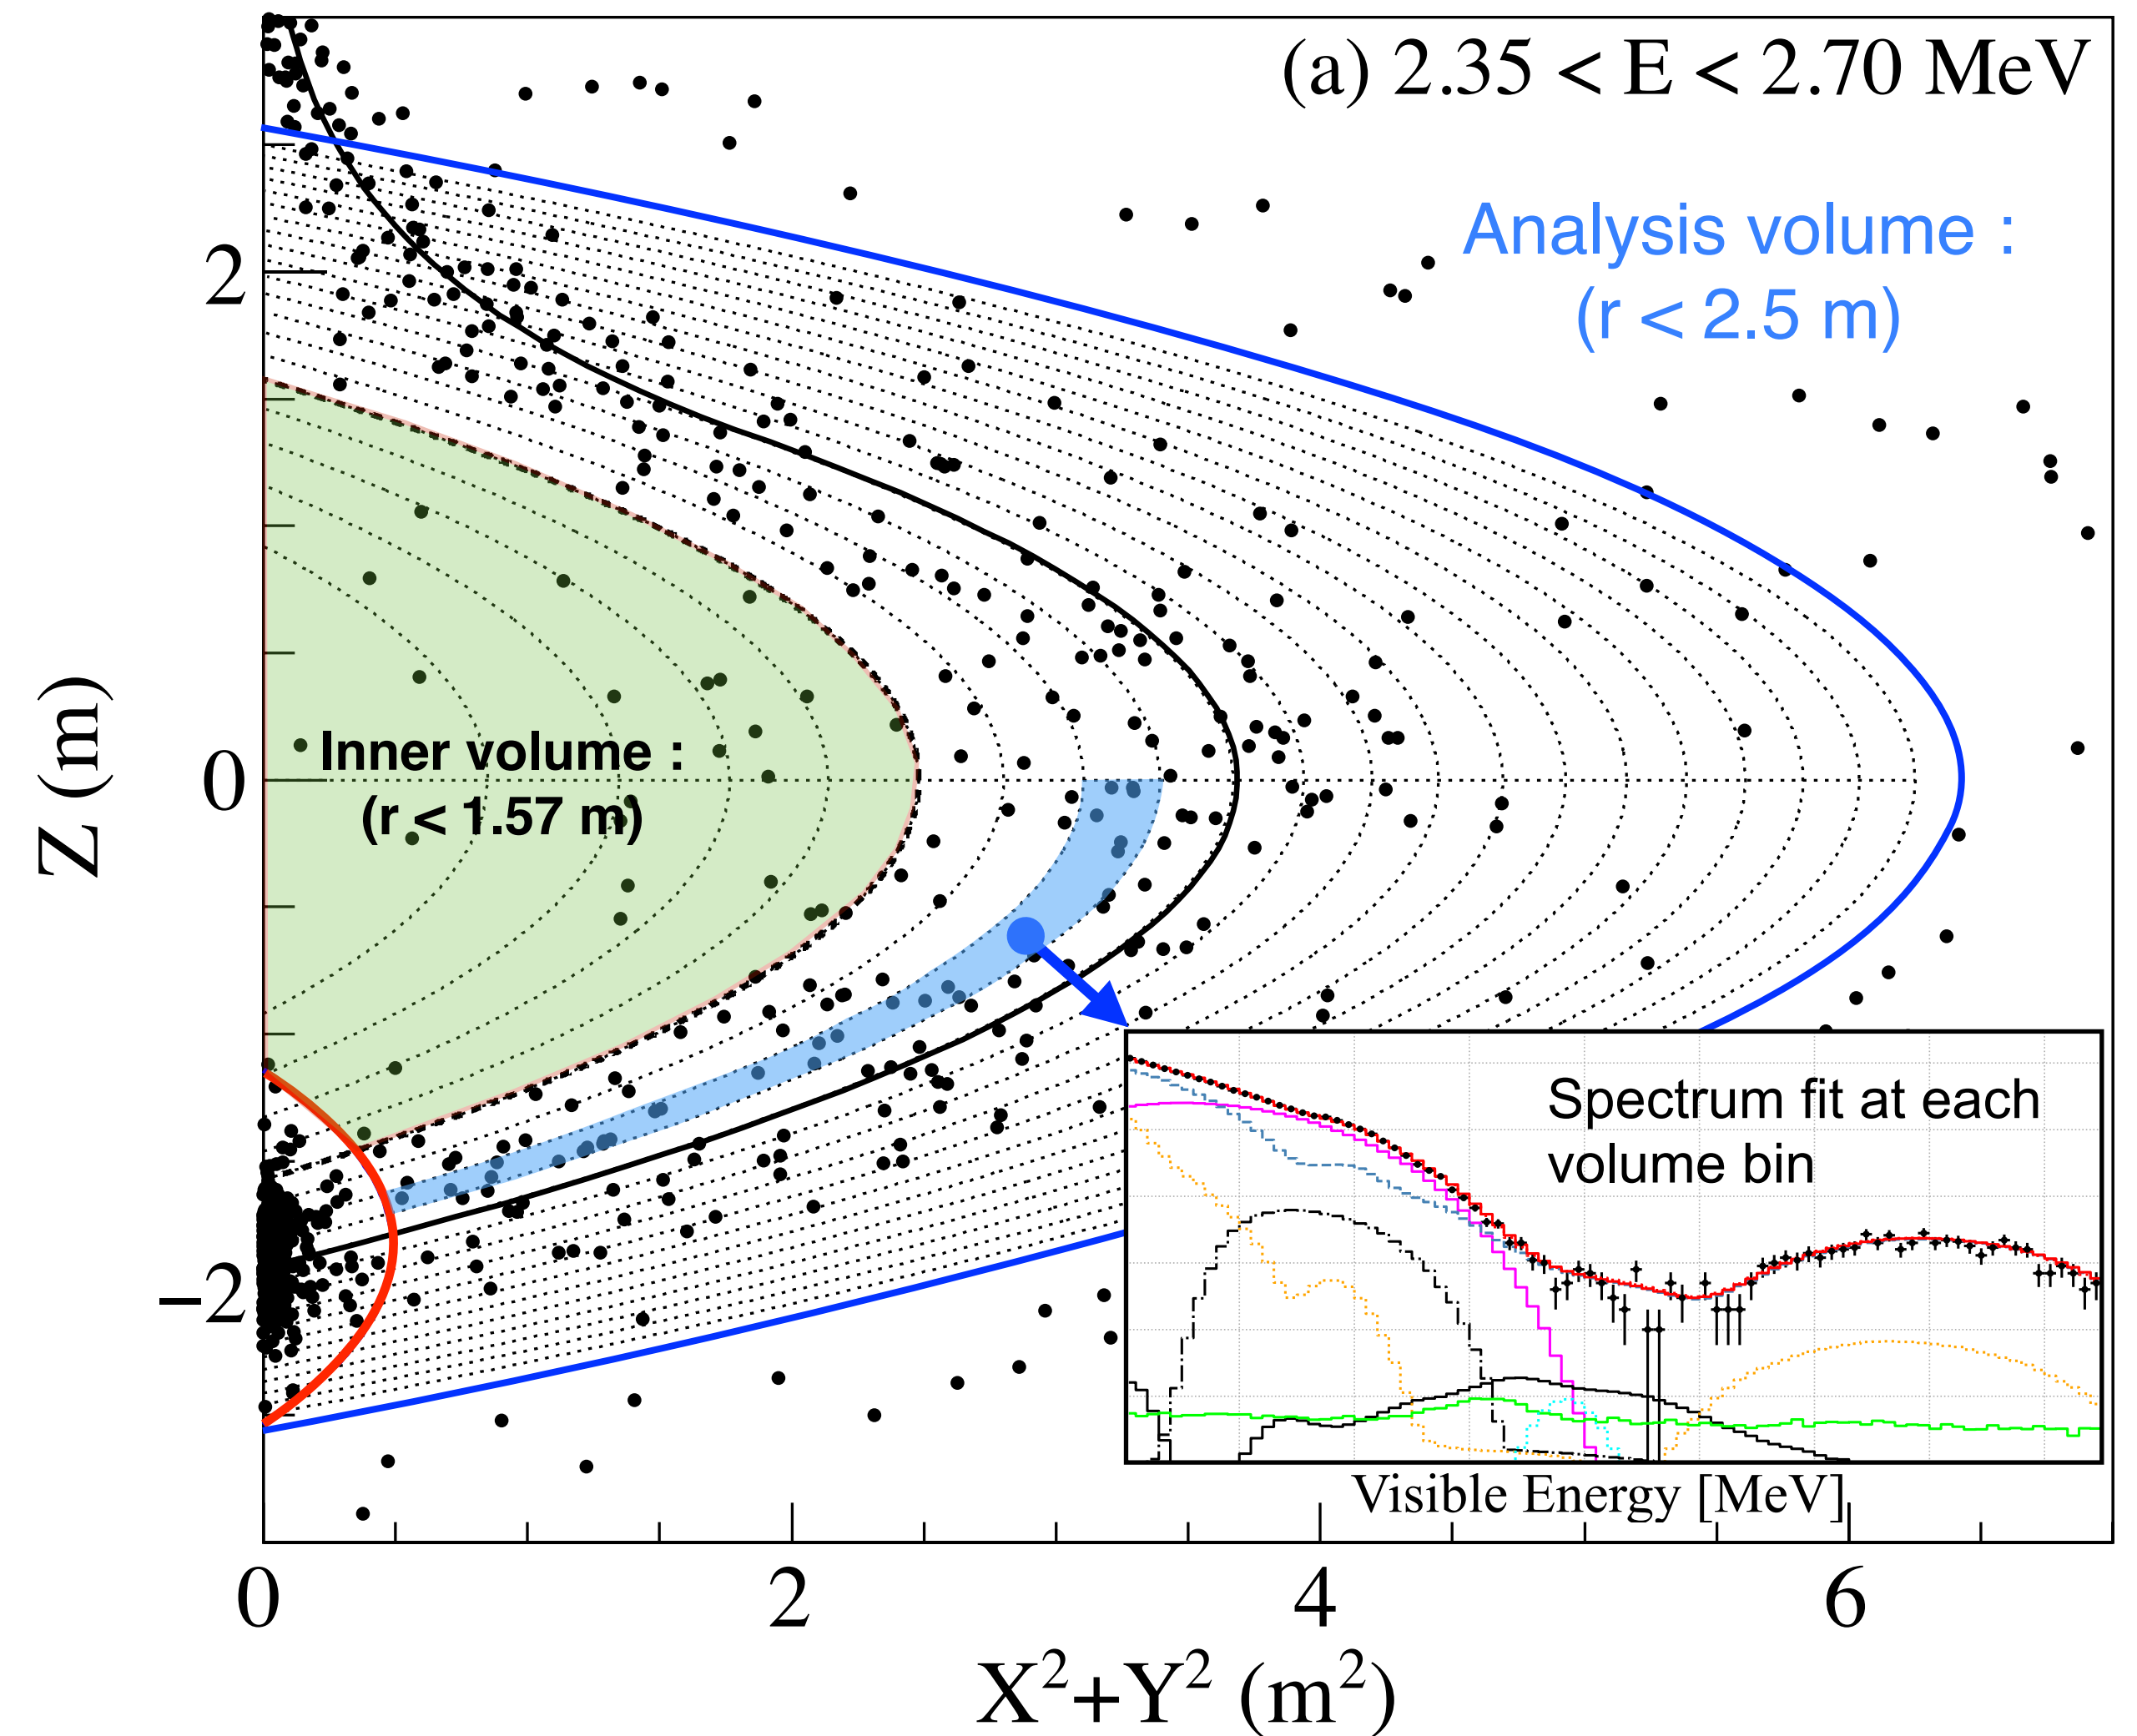 (a) 2.35 < E < 2.70 MeV
Analysis volume :
(r < 2.5 m)
2
Z (m)
0
Inner volume :
(r < 1.57 m)
Spectrum fit at each
volume bin
−2
Visible Energy [MeV]
0 2 4 6
X²+Y² (m²)